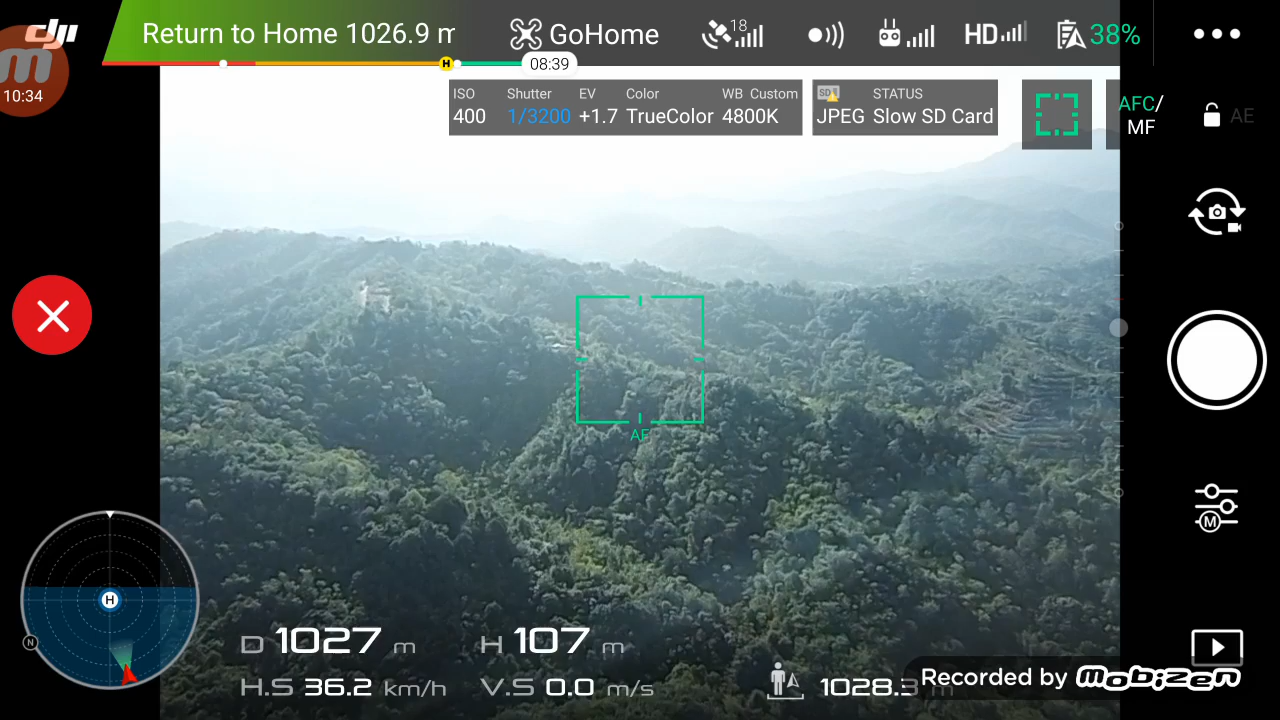 dji
Return to Home 1026.9 m
GoHome
18
HD
38%
10:34
H
08:39
ISO
400
Shutter
1/3200
EV
+1.7
Color
TrueColor
WB Custom
4800K
SD
JPEG
STATUS
Slow SD Card
AFC/
MF
AE
AF
M
H
N
D 1027 m
H 107 m
H.S 36.2 km/h
V.S 0.0 m/s
1028.3 m
Recorded by Mobizen